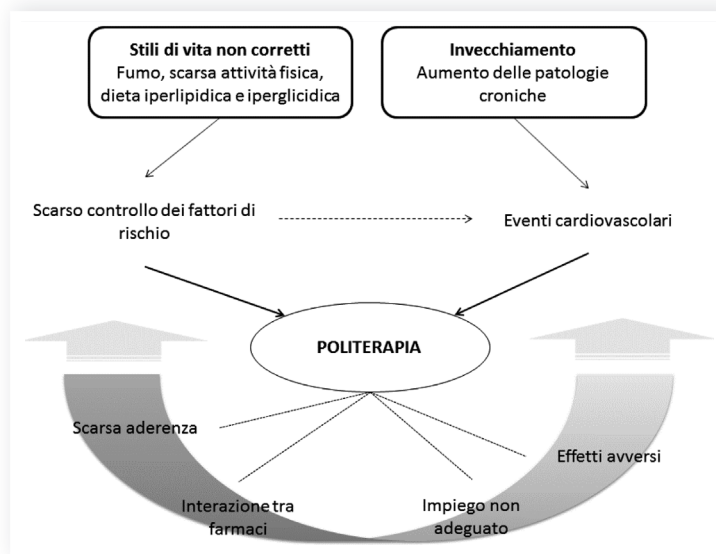 Stili di vita non corretti
Fumo, scarsa attività fisica,
dieta iperlipidica e iperglicidica
Invecchiamento
Aumento delle patologie
croniche
Scarso controllo dei fattori di
rischio
Eventi cardiovascolari
POLITERAPIA
Scarsa aderenza
Effetti avversi
Interazione tra
farmaci
Impiego non
adeguato